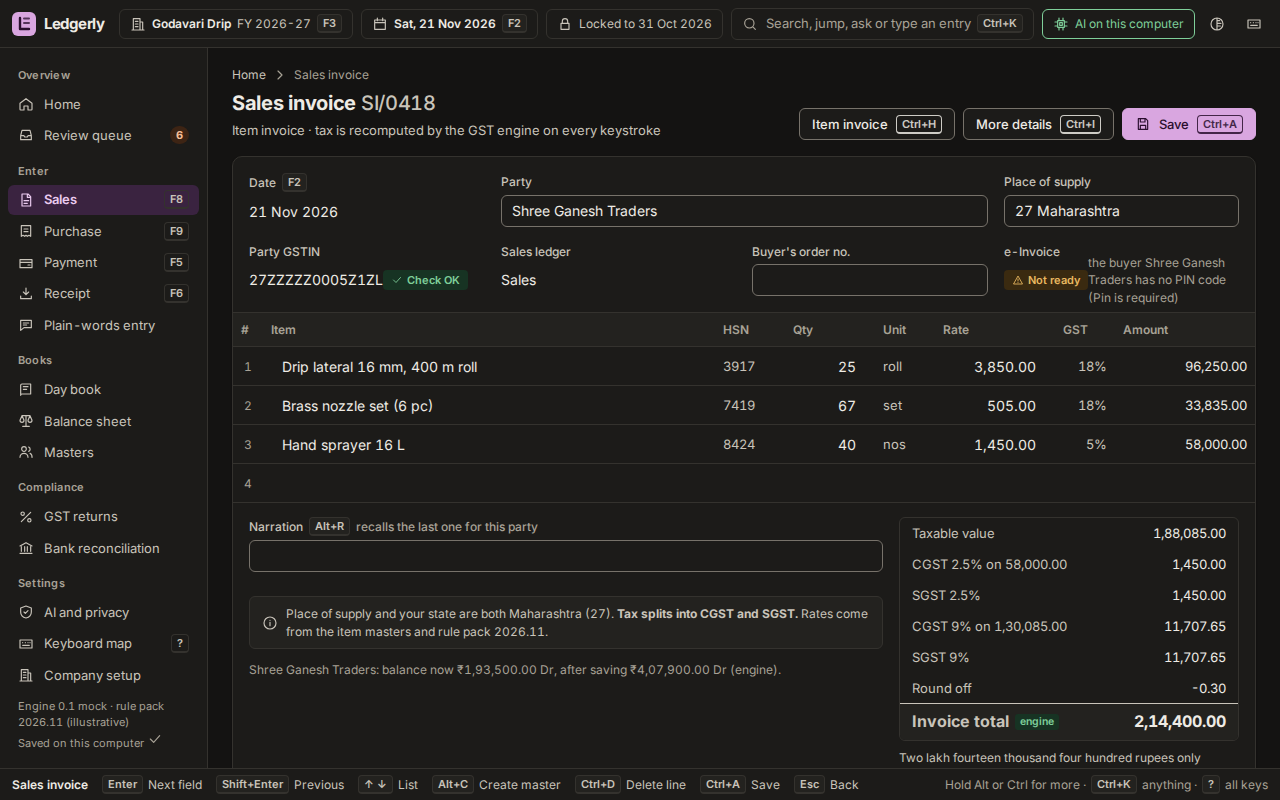 Ledgerly
Godavari Drip FY 2026-27 F3
Sat, 21 Nov 2026 F2
Locked to 31 Oct 2026
Search, jump, ask or type an entry Ctrl+K
AI on this computer
Overview
Home
Review queue 6
Enter
Sales F8
Purchase F9
Payment F5
Receipt F6
Plain-words entry
Books
Day book
Balance sheet
Masters
Compliance
GST returns
Bank reconciliation
Settings
AI and privacy
Keyboard map ?
Company setup
Engine 0.1 mock · rule pack
2026.11 (illustrative)
Saved on this computer
Home Sales invoice
Sales invoice SI/0418
Item invoice · tax is recomputed by the GST engine on every keystroke
Item invoice Ctrl+H
More details Ctrl+I
Save Ctrl+A
Date F2
21 Nov 2026
Party
Shree Ganesh Traders
Place of supply
27 Maharashtra
Party GSTIN
27ZZZZZ0005Z1ZL Check OK
Sales ledger
Sales
Buyer's order no.
e-Invoice
Not ready
the buyer Shree Ganesh
Traders has no PIN code
(Pin is required)
# Item HSN Qty Unit Rate GST Amount
1 Drip lateral 16 mm, 400 m roll 3917 25 roll 3,850.00 18% 96,250.00
2 Brass nozzle set (6 pc) 7419 67 set 505.00 18% 33,835.00
3 Hand sprayer 16 L 8424 40 nos 1,450.00 5% 58,000.00
4
Narration Alt+R recalls the last one for this party
Place of supply and your state are both Maharashtra (27). Tax splits into CGST and SGST. Rates come
from the item masters and rule pack 2026.11.
Shree Ganesh Traders: balance now ₹1,93,500.00 Dr, after saving ₹4,07,900.00 Dr (engine).
Taxable value 1,88,085.00
CGST 2.5% on 58,000.00 1,450.00
SGST 2.5% 1,450.00
CGST 9% on 1,30,085.00 11,707.65
SGST 9% 11,707.65
Round off -0.30
Invoice total engine 2,14,400.00
Two lakh fourteen thousand four hundred rupees only
Sales invoice Enter Next field Shift+Enter Previous ↑ ↓ List Alt+C Create master Ctrl+D Delete line Ctrl+A Save Esc Back Hold Alt or Ctrl for more · Ctrl+K anything · ? all keys